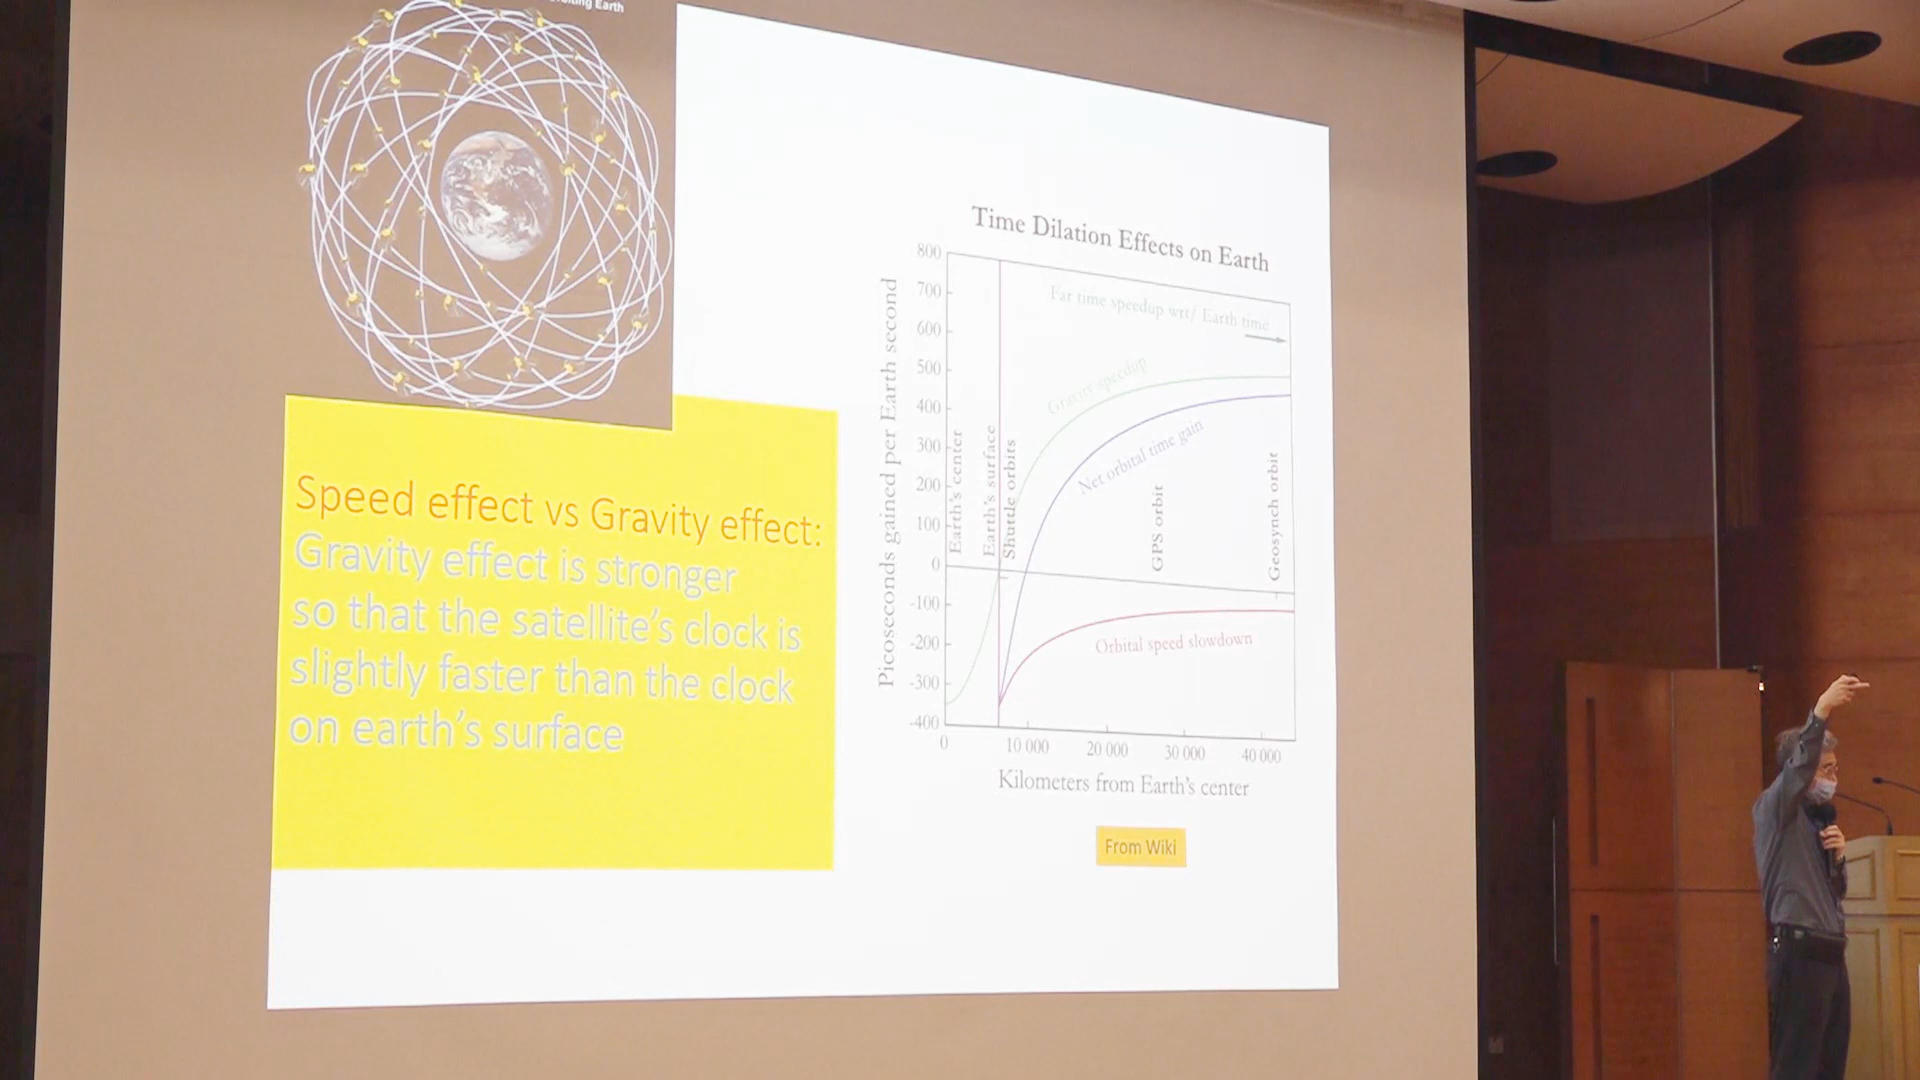 Earth
Speed effect vs Gravity effect:
Gravity effect is stronger
so that the satellite's clock is
slightly faster than the clock
on earth's surface
Time Dilation Effects on Earth
Picoseconds gained per Earth second
800
700
600
500
400
300
200
100
0
-100
-200
-300
-400
Far time speedup wrt/ Earth time
Gravity speedup
Net orbital time gain
Earth's center
Earth's surface
Shuttle orbits
GPS orbit
Geosynch orbit
Orbital speed slowdown
0
10 000
20 000
30 000
40 000
Kilometers from Earth's center
From Wiki